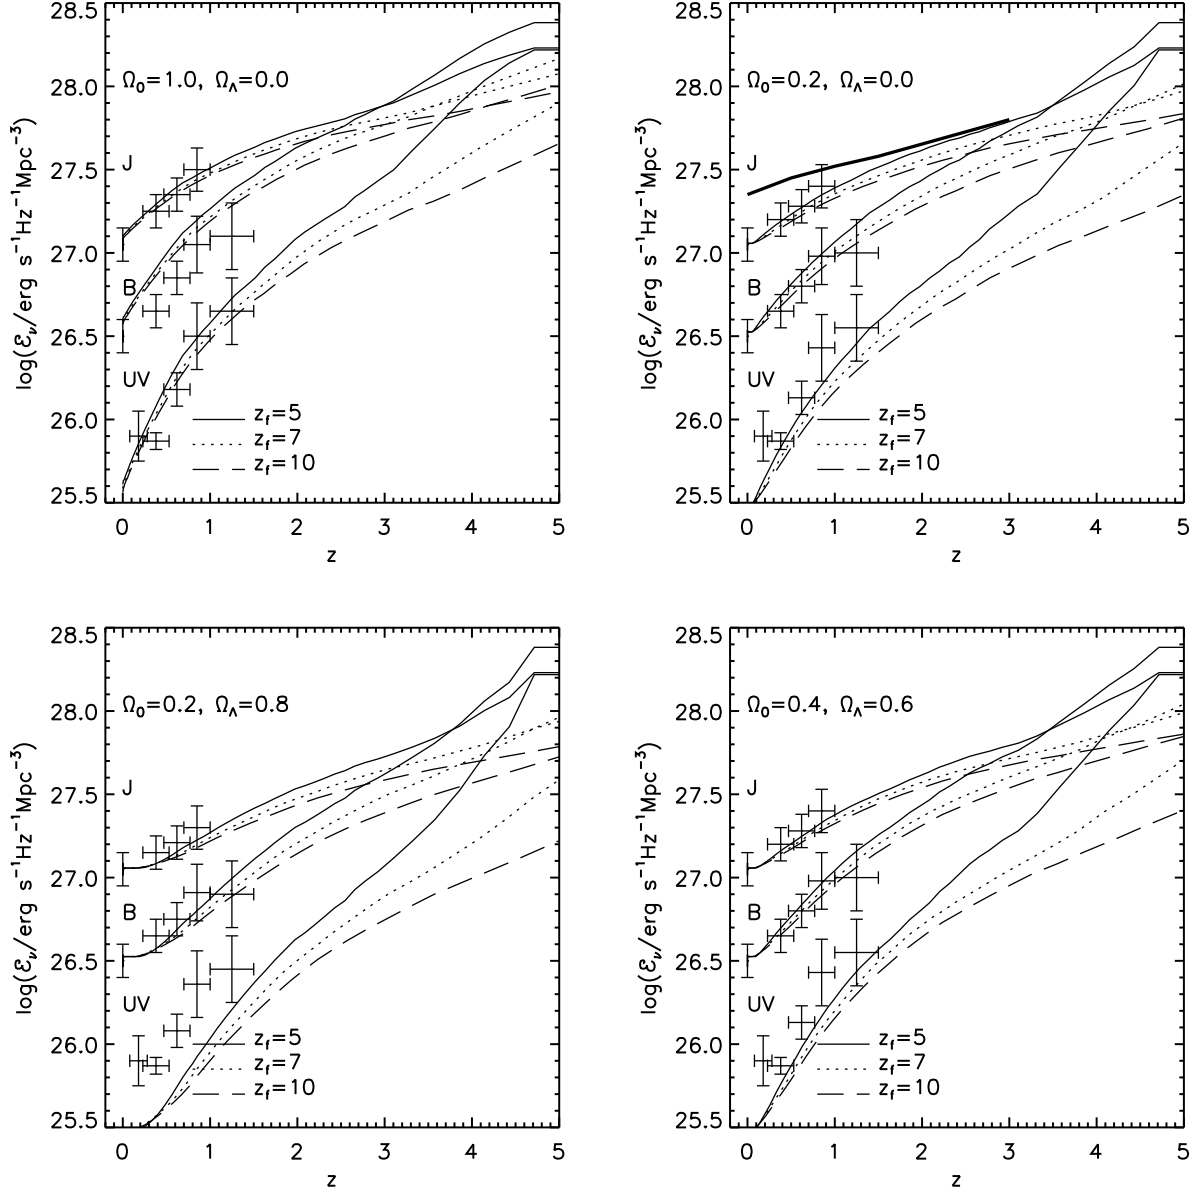 28.5
28.0
27.5
27.0
26.5
26.0
25.5
log(ℰν/erg s⁻¹Hz⁻¹Mpc⁻³)
Ω₀=1.0, Ω_Λ=0.0
J
B
UV
z_f=5
z_f=7
z_f=10
0 1 2 3 4 5
z
28.5
28.0
27.5
27.0
26.5
26.0
25.5
log(ℰν/erg s⁻¹Hz⁻¹Mpc⁻³)
Ω₀=0.2, Ω_Λ=0.0
J
B
UV
z_f=5
z_f=7
z_f=10
0 1 2 3 4 5
z
28.5
28.0
27.5
27.0
26.5
26.0
25.5
log(ℰν/erg s⁻¹Hz⁻¹Mpc⁻³)
Ω₀=0.2, Ω_Λ=0.8
J
B
UV
z_f=5
z_f=7
z_f=10
0 1 2 3 4 5
z
28.5
28.0
27.5
27.0
26.5
26.0
25.5
log(ℰν/erg s⁻¹Hz⁻¹Mpc⁻³)
Ω₀=0.4, Ω_Λ=0.6
J
B
UV
z_f=5
z_f=7
z_f=10
0 1 2 3 4 5
z